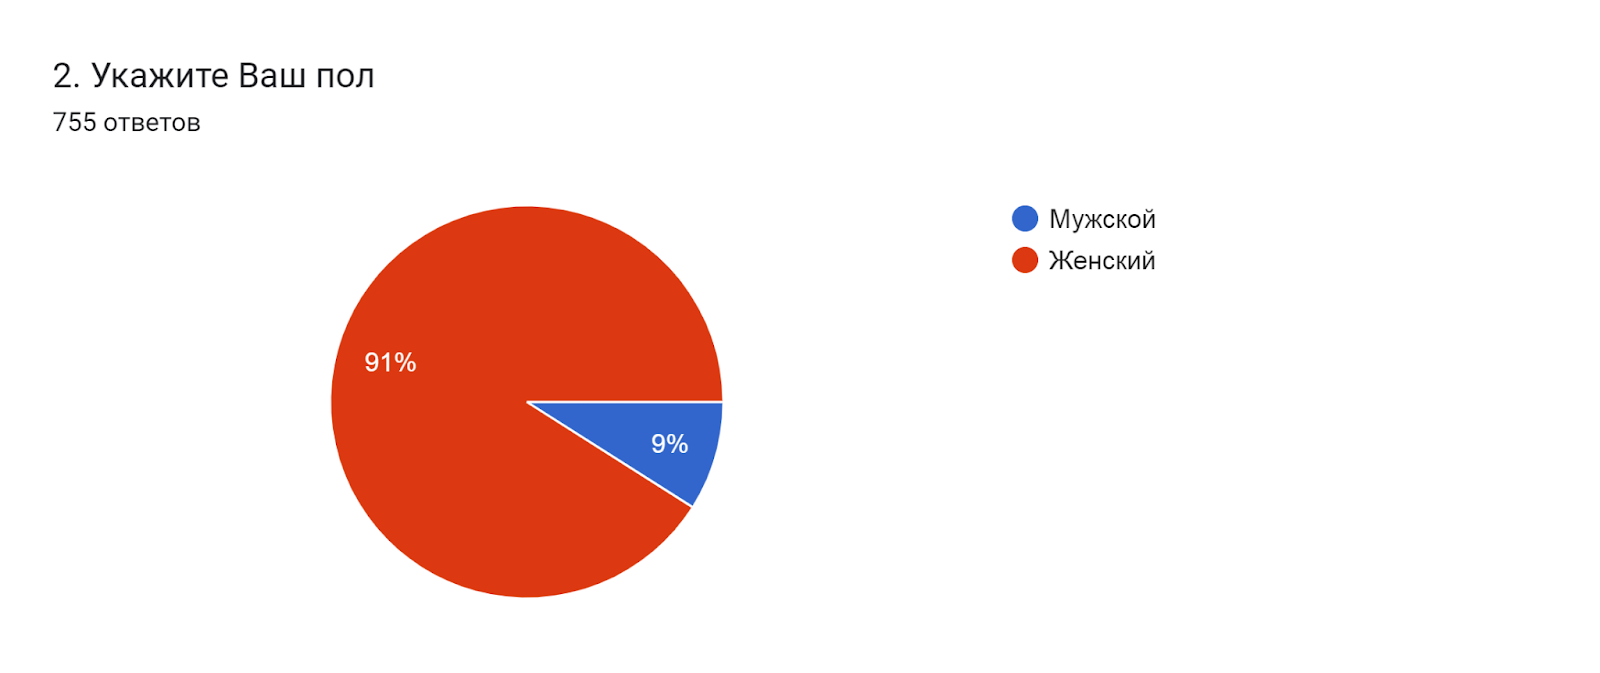 2. Укажите Ваш пол
755 ответов
Мужской
Женский
91%
9%